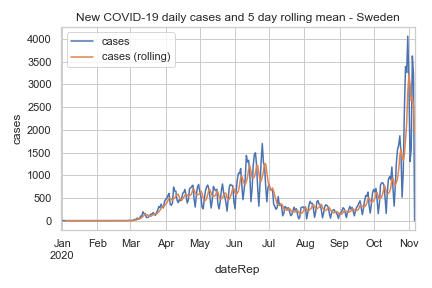 New COVID-19 daily cases and 5 day rolling mean - Sweden
cases
cases (rolling)
4000
3500
3000
2500
2000
1500
1000
500
0
cases
Jan Feb Mar Apr May Jun Jul Aug Sep Oct Nov
2020
dateRep